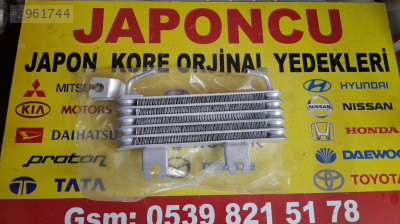 961744
JAPONCU
JAPON KORE ORJİNAL YEDEKLERİ
MITSU
HYUNDAI
KIA MOTORS
NISSAN NISSAN
DAIHATSU
HONDA
proton
DAEWOO
TATA
TOYOTA
Gsm: 0539 821 51 78